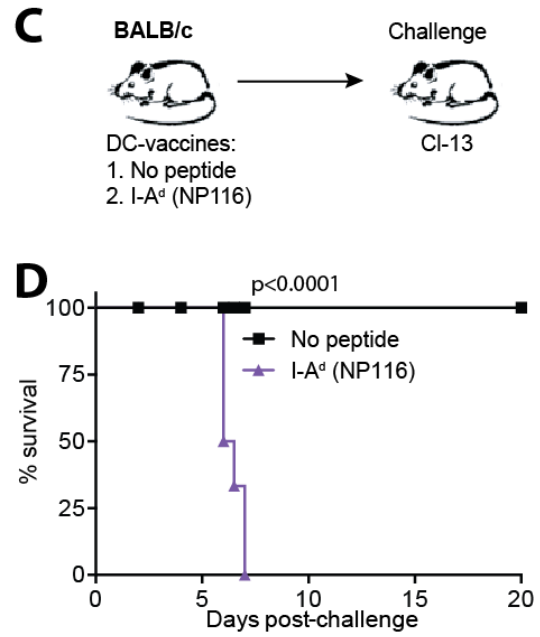 C
BALB/c
Challenge
DC-vaccines:
1. No peptide
2. I-Aᵈ (NP116)
Cl-13
D
p<0.0001
No peptide
I-Aᵈ (NP116)
% survival
100
75
50
25
0
0 5 10 15 20
Days post-challenge